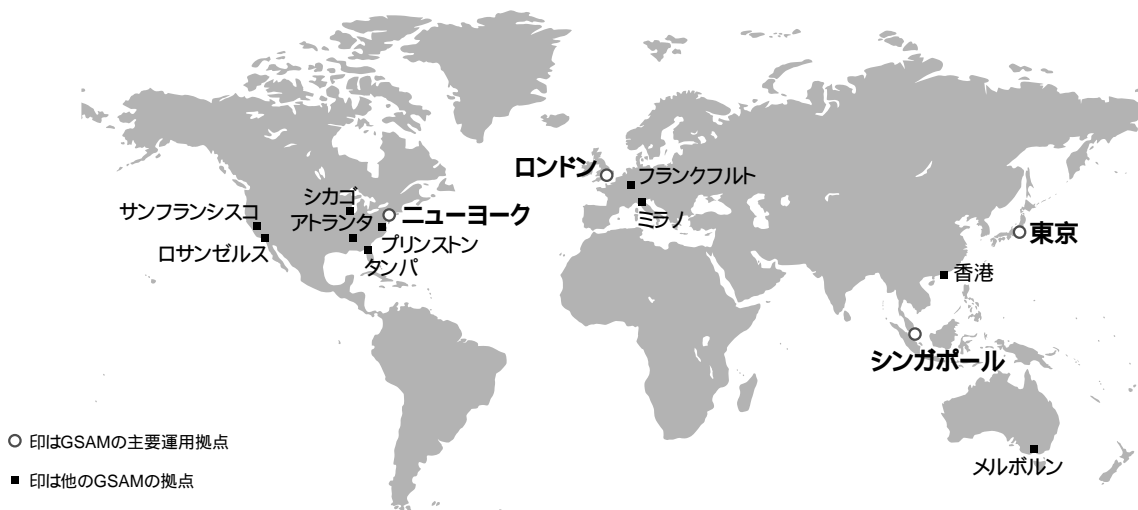 ロンドン
フランクフルト
シカゴ
サンフランシスコ
アトランタ
ニューヨーク
ミラノ
ロサンゼルス
プリンストン
タンパ
東京
香港
シンガポール
○ 印はGSAMの主要運用拠点
■ 印は他のGSAMの拠点
メルボルン